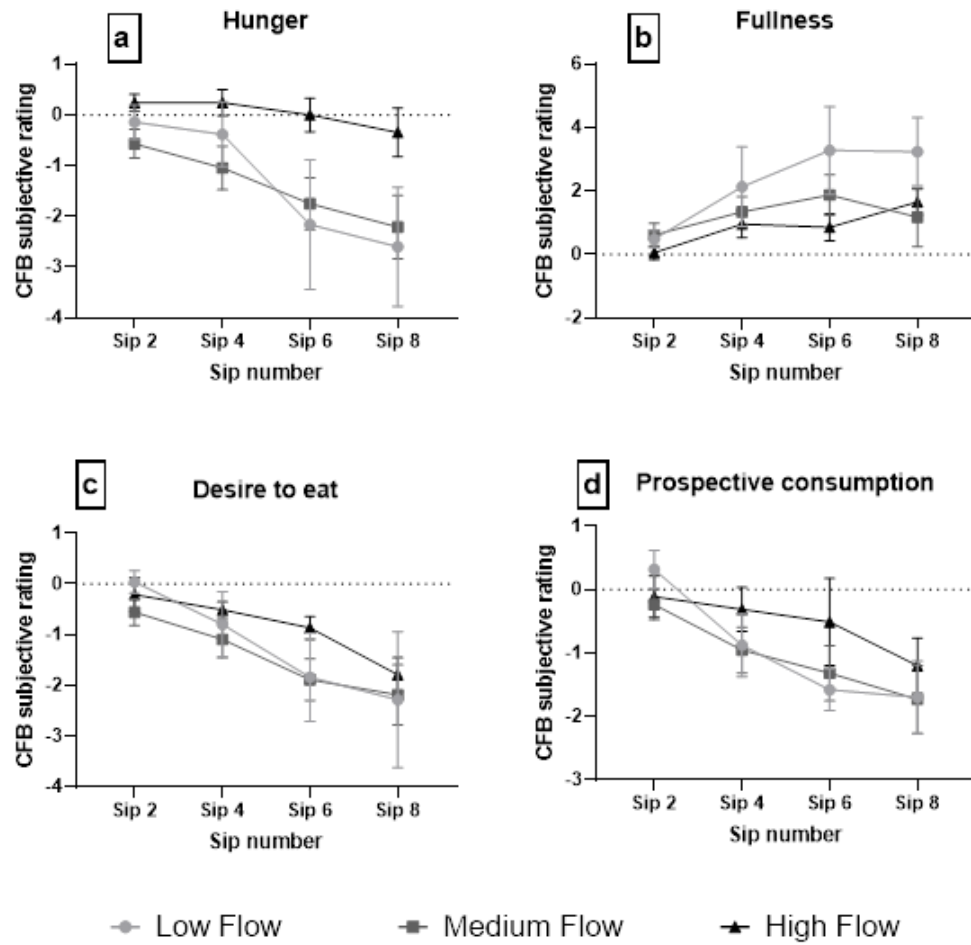 a Hunger
CFB subjective rating
1
0
-1
-2
-3
-4
Sip 2 Sip 4 Sip 6 Sip 8
Sip number
b Fullness
CFB subjective rating
6
4
2
0
-2
Sip 2 Sip 4 Sip 6 Sip 8
Sip number
c Desire to eat
CFB subjective rating
1
0
-1
-2
-3
-4
Sip 2 Sip 4 Sip 6 Sip 8
Sip number
d Prospective consumption
CFB subjective rating
1
0
-1
-2
-3
Sip 2 Sip 4 Sip 6 Sip 8
Sip number
Low Flow Medium Flow High Flow